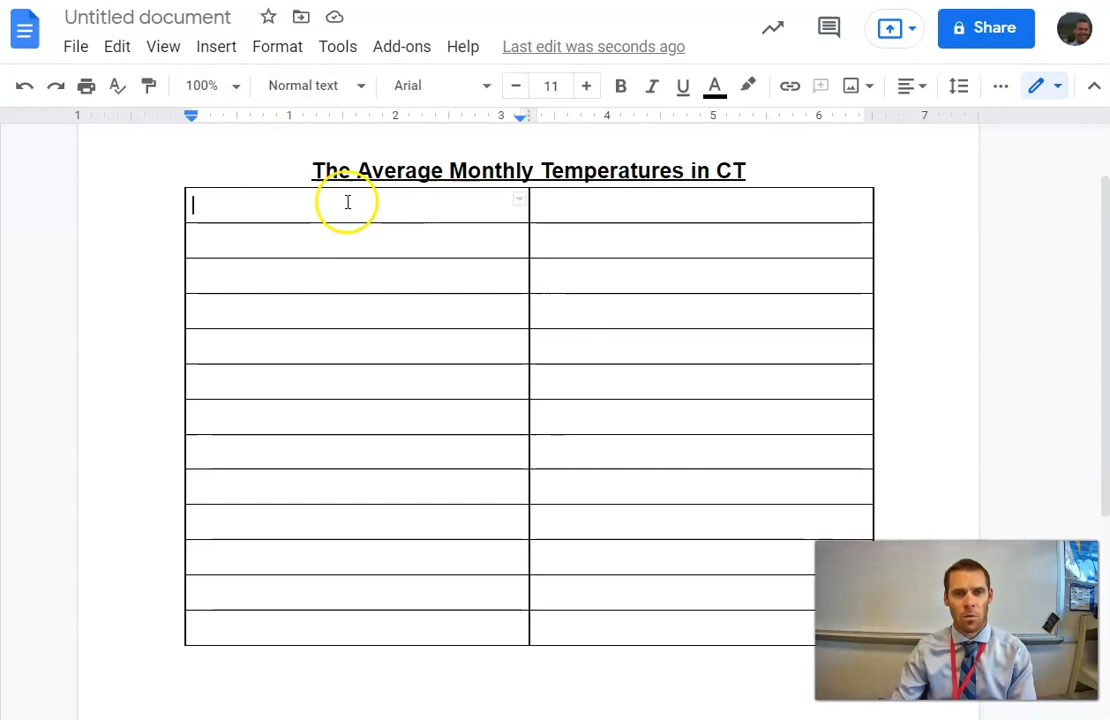 Untitled document
File Edit View Insert Format Tools Add-ons Help Last edit was seconds ago
Share
100% Normal text Arial 11 B I U A
1 1 2 3 4 5 6 7
The Average Monthly Temperatures in CT